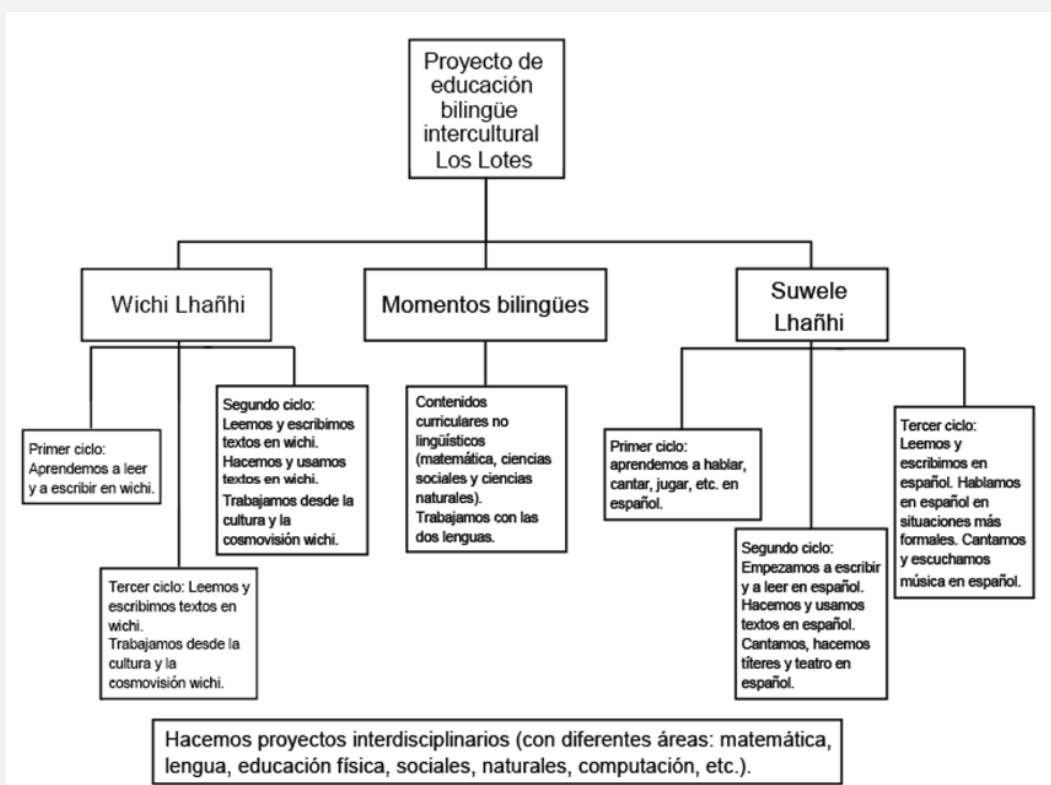 Proyecto de
educación
bilingüe
intercultural
Los Lotes
Wichi Lhañhi
Momentos bilingües
Suwele
Lhañhi
Primer ciclo:
Aprendemos a leer
y a escribir en wichi.
Segundo ciclo:
Leemos y escribimos
textos en wichi.
Hacemos y usamos
textos en wichi.
Trabajamos desde la
cultura y la
cosmovisión wichi.
Tercer ciclo: Leemos y
escribimos textos en
wichi.
Trabajamos desde la
cultura y la
cosmovisión wichi.
Contenidos
curriculares no
lingüísticos
(matemática, ciencias
sociales y ciencias
naturales).
Trabajamos con las
dos lenguas.
Primer ciclo:
aprendemos a hablar,
cantar, jugar, etc. en
español.
Segundo ciclo:
Empezamos a escribir
y a leer en español.
Hacemos y usamos
textos en español.
Cantamos, hacemos
títeres y teatro en
español.
Tercer ciclo:
Leemos y
escribimos en
español. Hablamos
en español en
situaciones más
formales. Cantamos
y escuchamos
música en español.
Hacemos proyectos interdisciplinarios (con diferentes áreas: matemática,
lengua, educación física, sociales, naturales, computación, etc.).